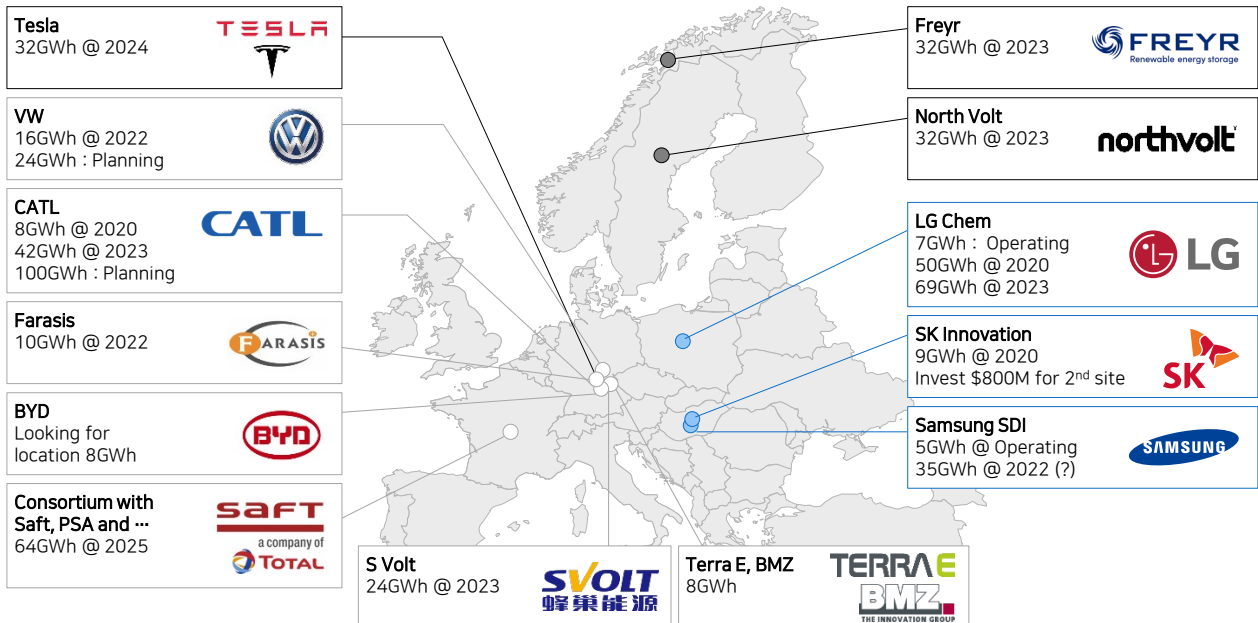 Tesla
32GWh @ 2024
TESLA
VW
16GWh @ 2022
24GWh : Planning
CATL
8GWh @ 2020
42GWh @ 2023
100GWh : Planning
CATL
Farasis
10GWh @ 2022
FARASIS
BYD
Looking for
location 8GWh
BYD
Consortium with
Saft, PSA and ···
64GWh @ 2025
saft
a company of
TOTAL
S Volt
24GWh @ 2023
SVOLT
蜂巢能源
Terra E, BMZ
8GWh
TERRA E
BMZ
THE INNOVATION GROUP
Freyr
32GWh @ 2023
FREYR
Renewable energy storage
North Volt
32GWh @ 2023
northvolt
LG Chem
7GWh : Operating
50GWh @ 2020
69GWh @ 2023
LG
SK Innovation
9GWh @ 2020
Invest $800M for 2nd site
SK
Samsung SDI
5GWh @ Operating
35GWh @ 2022 (?)
SAMSUNG